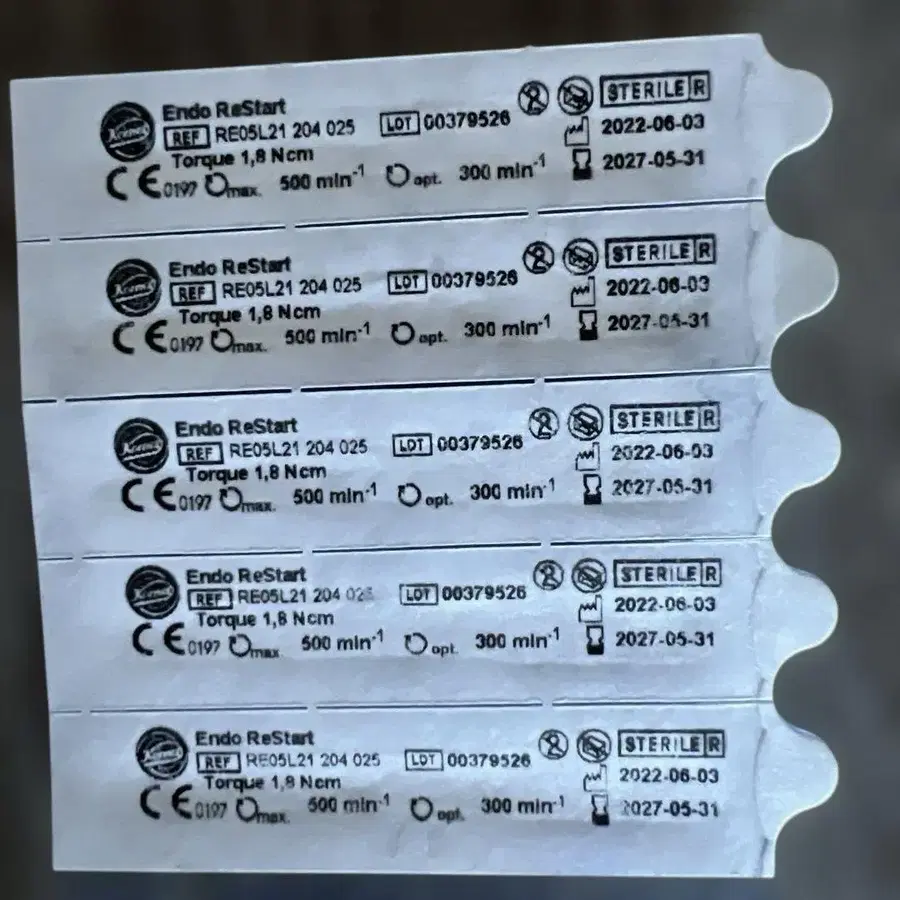 Komet
Endo ReStart
REF RE05L21 204 025 LOT 00379526 STERILE R
Torque 1,8 Ncm 2022-06-03
CE 0197 max. 500 min-1 opt. 300 min-1 2027-05-31
Komet
Endo ReStart
REF RE05L21 204 025 LOT 00379526 STERILE R
Torque 1,8 Ncm 2022-06-03
CE 0197 max. 500 min-1 opt. 300 min-1 2027-05-31
Komet
Endo ReStart
REF RE05L21 204 025 LOT 00379526 STERILE R
Torque 1,8 Ncm 2022-06-03
CE 0197 max. 500 min-1 opt. 300 min-1 2027-05-31
Komet
Endo ReStart
REF RE05L21 204 025 LOT 00379526 STERILE R
Torque 1,8 Ncm 2022-06-03
CE 0197 max 500 min-1 opt. 300 min-1 2027-05-31
Komet
Endo ReStart
REF RE05L21 204 025 LOT 00379526 STERILE R
Torque 1,8 Ncm 2022-06-03
CE 0197 max. 500 min-1 opt. 300 min-1 2027-05-31